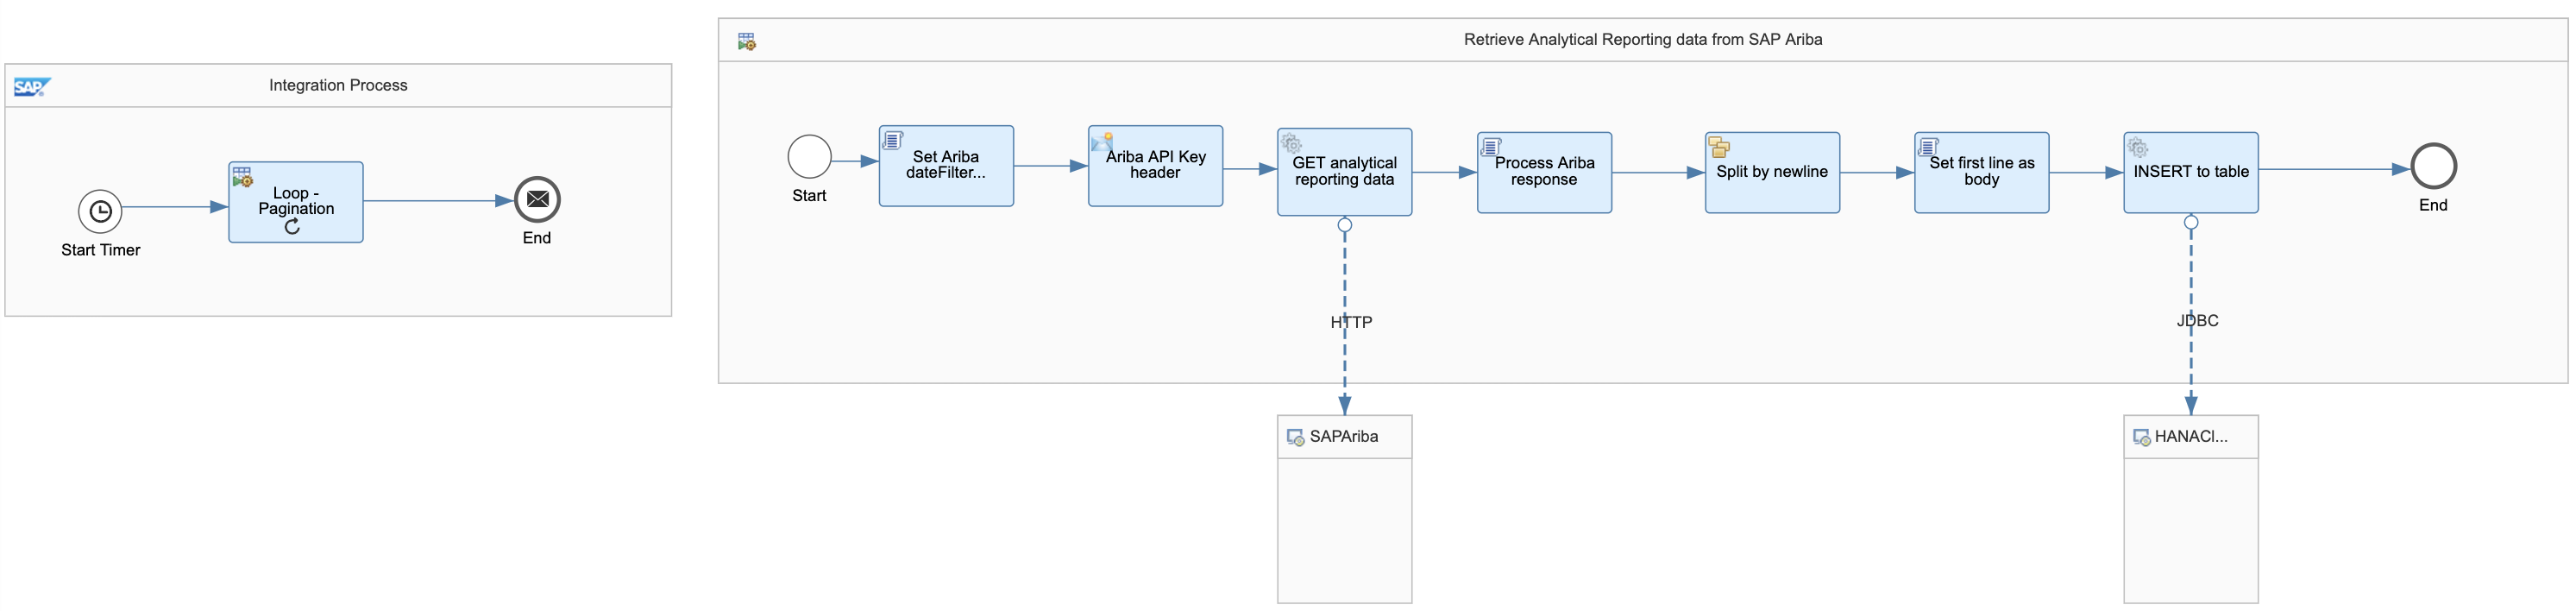 SAP
Integration Process
Start Timer
Loop -
Pagination
End
Retrieve Analytical Reporting data from SAP Ariba
Start
Set Ariba
dateFilter...
Ariba API Key
header
GET analytical
reporting data
Process Ariba
response
Split by newline
Set first line as
body
INSERT to table
End
HTTP
JDBC
SAPAriba
HANACl...